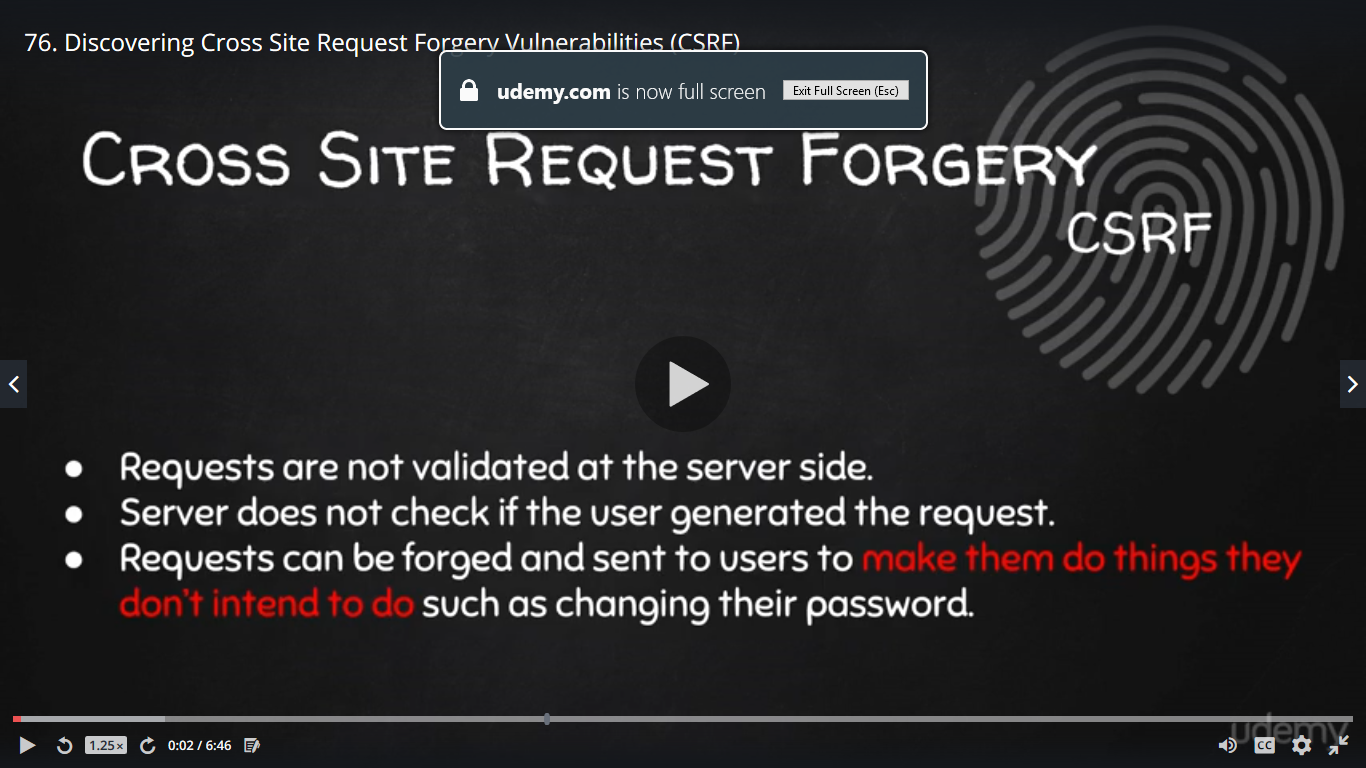 76. Discovering Cross Site Request Forgery Vulnerabilities (CSRF)
udemy.com is now full screen Exit Full Screen (Esc)
CROSS SITE REQUEST FORGERY
CSRF
● Requests are not validated at the server side.
● Server does not check if the user generated the request.
● Requests can be forged and sent to users to make them do things they
don't intend to do such as changing their password.
udemy
1.25× 0:02 / 6:46 CC